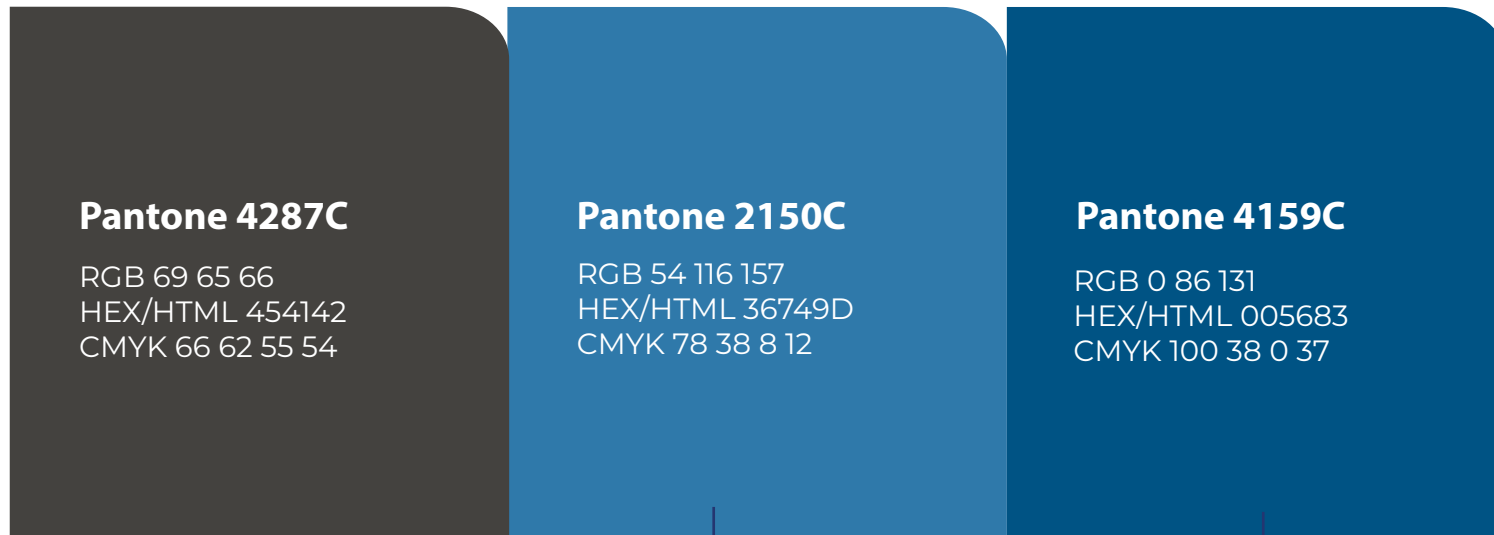 Pantone 4287C
RGB 69 65 66
HEX/HTML 454142
CMYK 66 62 55 54
Pantone 2150C
RGB 54 116 157
HEX/HTML 36749D
CMYK 78 38 8 12
Pantone 4159C
RGB 0 86 131
HEX/HTML 005683
CMYK 100 38 0 37